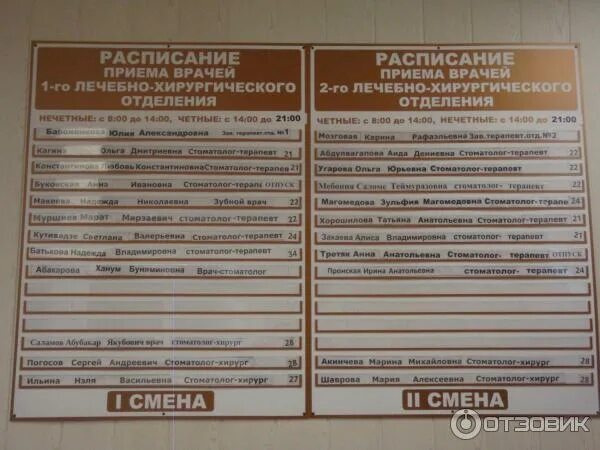 РАСПИСАНИЕ
ПРИЕМА ВРАЧЕЙ
1-го ЛЕЧЕБНО-ХИРУРГИЧЕСКОГО
ОТДЕЛЕНИЯ
НЕЧЕТНЫЕ: с 8:00 до 14:00, ЧЕТНЫЕ: с 14:00 до 21:00
Юлия Александровна Зав. терапевт.отд. №1
Кагина Ольга Дмитриевна Стоматолог-терапевт 21
Константинова Любовь Константиновна Стоматолог-терапевт 21
Буковская Анна Ивановна Стоматолог-терапевт ОТПУСК
Макеева Надежда Николаевна Зубной врач 22
Муршиев Марат Мирзаевич стоматолог-терапевт 22
Кутивадзе Светлана Валерьевна Стоматолог-терапевт 24
Батькова Надежда Владимировна стоматолог-терапевт 34
Абакарова Ханум Буняминовна Врач-стоматолог
Саламов Абубакар Якубович врач стоматолог-хирург 28
Погосов Сергей Андреевич Стоматолог-хирург 28
Ильина Нэля Васильевна Стоматолог-хирург 27
I СМЕНА
РАСПИСАНИЕ
ПРИЕМА ВРАЧЕЙ
2-го ЛЕЧЕБНО-ХИРУРГИЧЕСКОГО
ОТДЕЛЕНИЯ
ЧЕТНЫЕ: с 8:00 до 14:00, НЕЧЕТНЫЕ: с 14:00 до 21:00
Мозговая Карина Рафаэльевна Зав.терапевт.отд.№2
Абдулвагапова Аида Дениевна Стоматолог-терапевт 22
Угарова Ольга Юрьевна Стоматолог-терапевт 22
Мебония Саломе Теймуразовна стоматолог-терапевт 22
Магомедова Зульфия Магомедовна Стоматолог-терапевт 24
Хорошилова Татьяна Анатольевна Стоматолог-терапевт 21
Захаева Алиса Владимировна стоматолог-терапевт 21
Третяк Анна Анатольевна Стоматолог-терапевт ОТПУСК
Пронская Ирина Анатольевна стоматолог-терапевт 24
Акинчева Марина Михайловна Стоматолог-хирург 28
Шаврова Мария Алексеевна Стоматолог-хирург 28
II СМЕНА
ОТЗОВИК